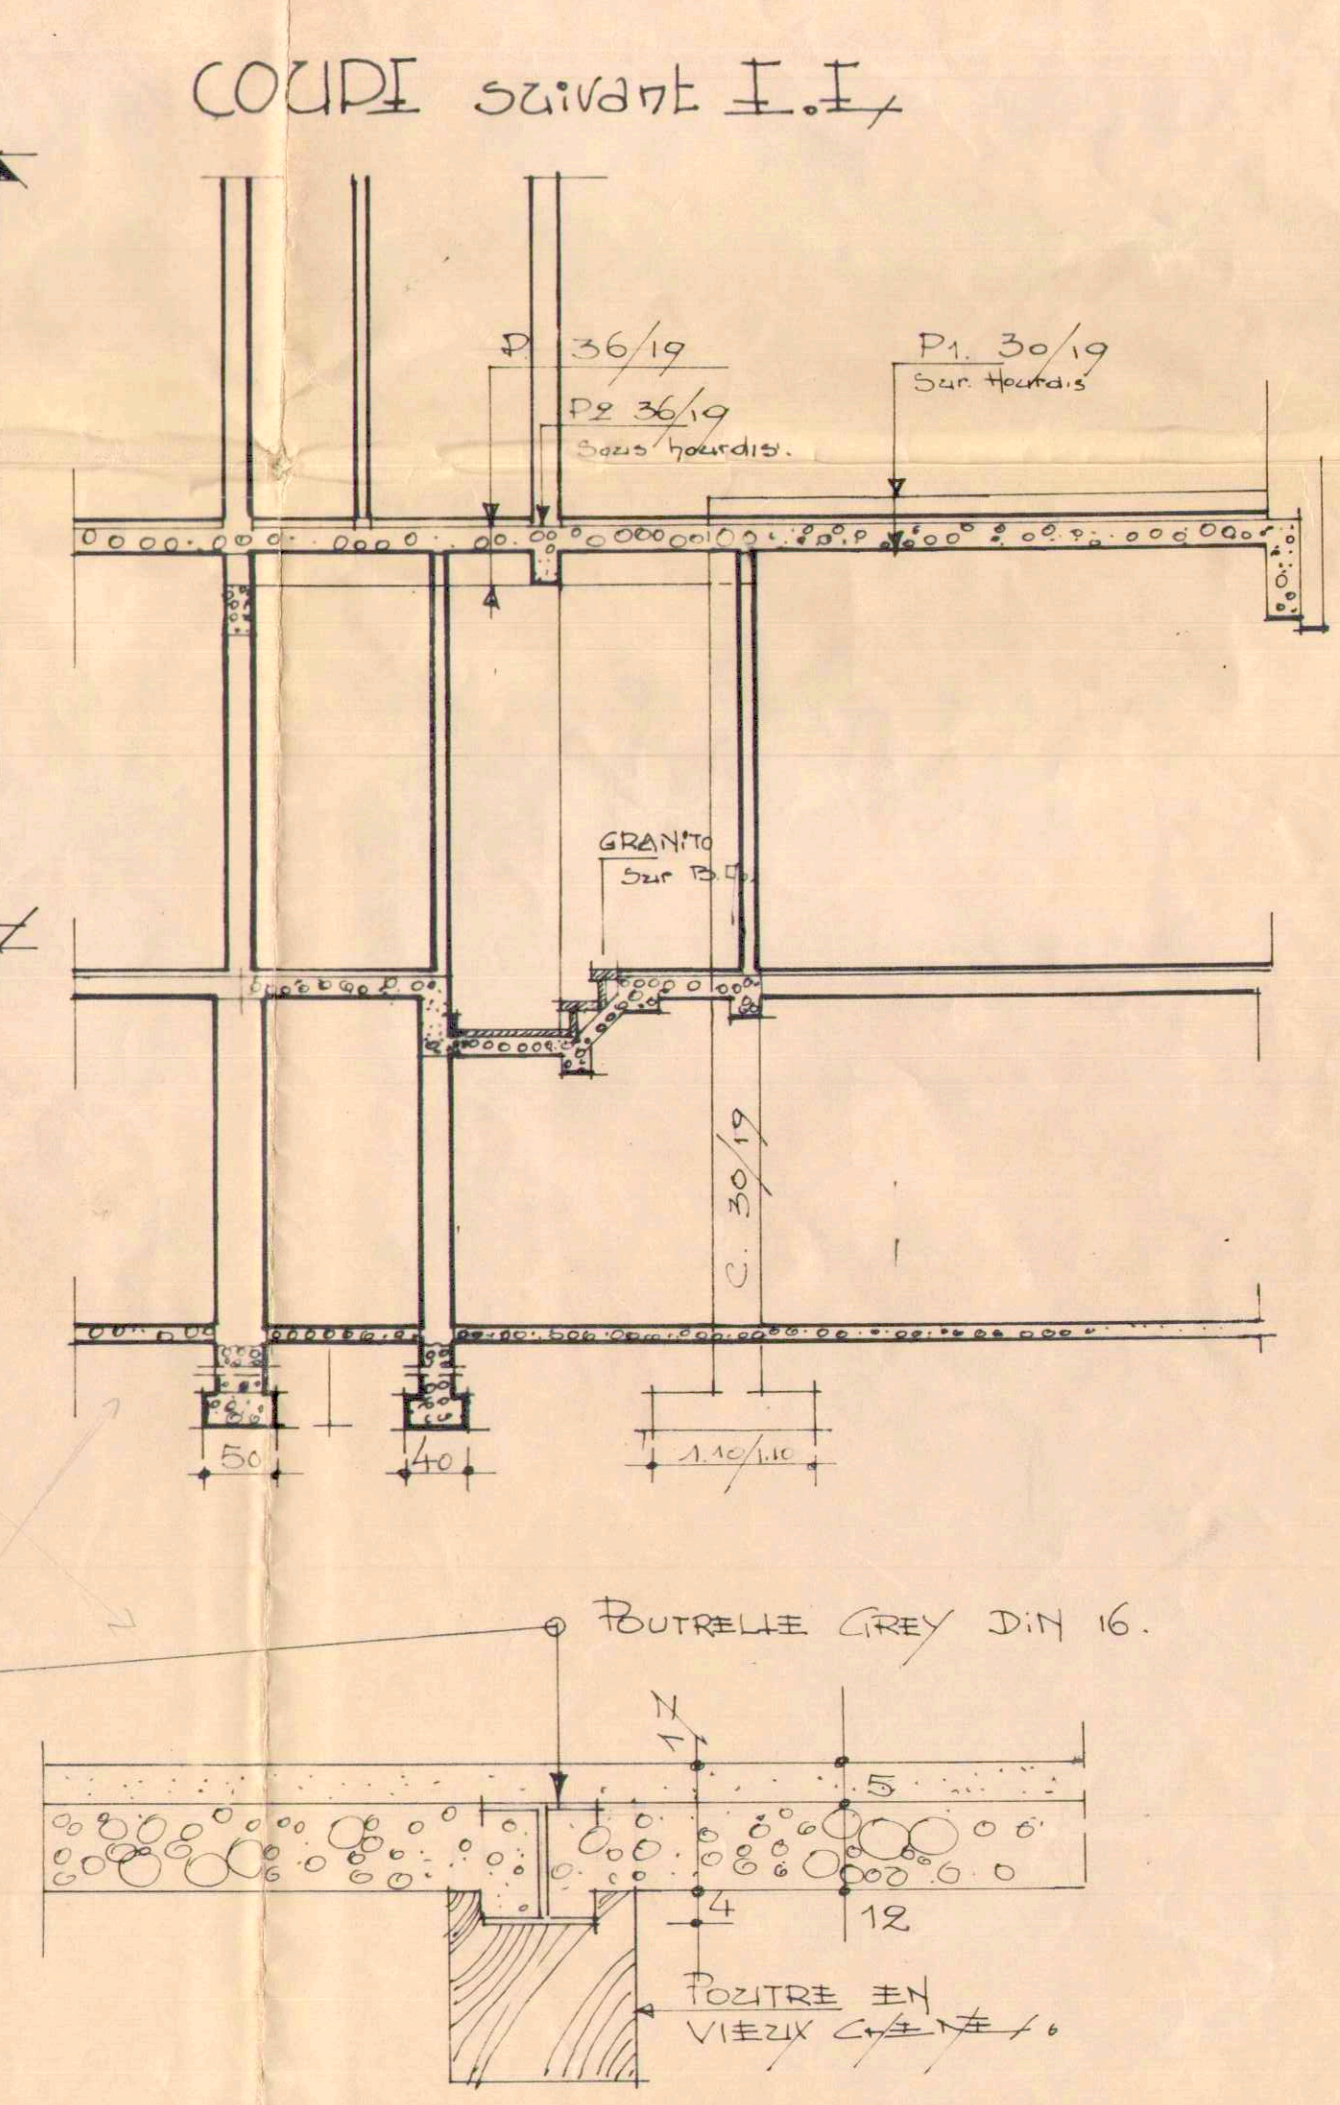 COUPE suivant I.I,
P 36/19
P1. 30/19
Sur Hourdis
P2 36/19
Sous hourdis.
GRANiTO
Sur B.
C. 30/19
50
40
1.10/1.10
POUTRELLE GREY DiN 16.
17
5
4
12
POUTRE EN
VIEUX CHENE.